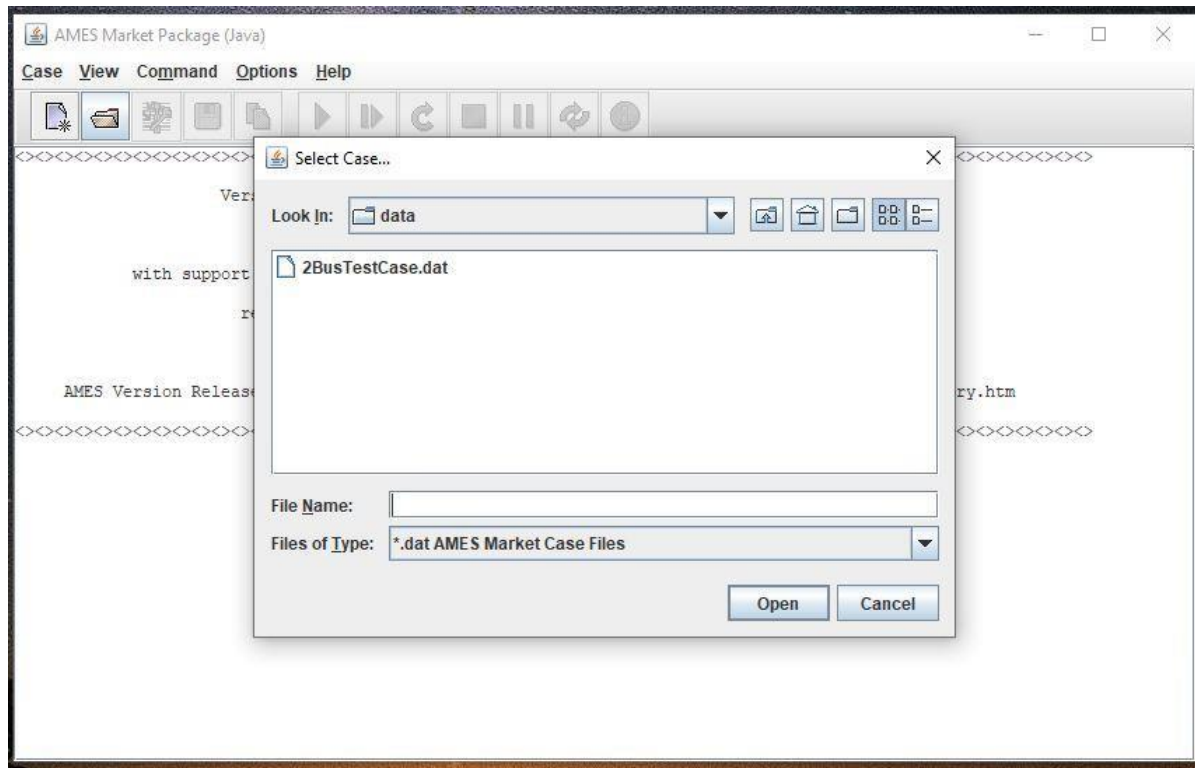 AMES Market Package (Java)
Case View Command Options Help
<><><><><><><><><><><><> Select Case... <><><><><><><>
Ver
Look In: data
2BusTestCase.dat
with support
r
AMES Version Releas ry.htm
<><><><><><><><><><><><> <><><><><><><>
File Name:
Files of Type: *.dat AMES Market Case Files
Open Cancel